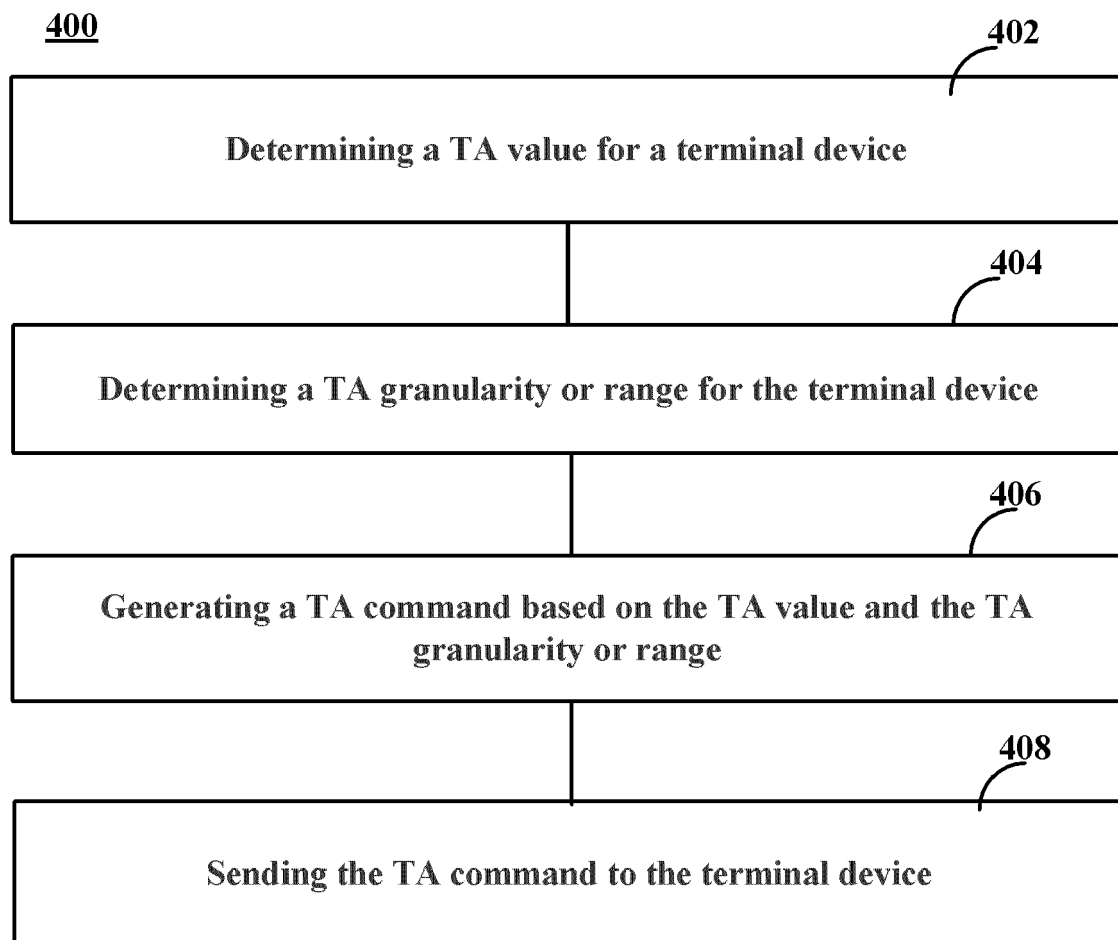 400
402
Determining a TA value for a terminal device
404
Determining a TA granularity or range for the terminal device
406
Generating a TA command based on the TA value and the TA
granularity or range
408
Sending the TA command to the terminal device